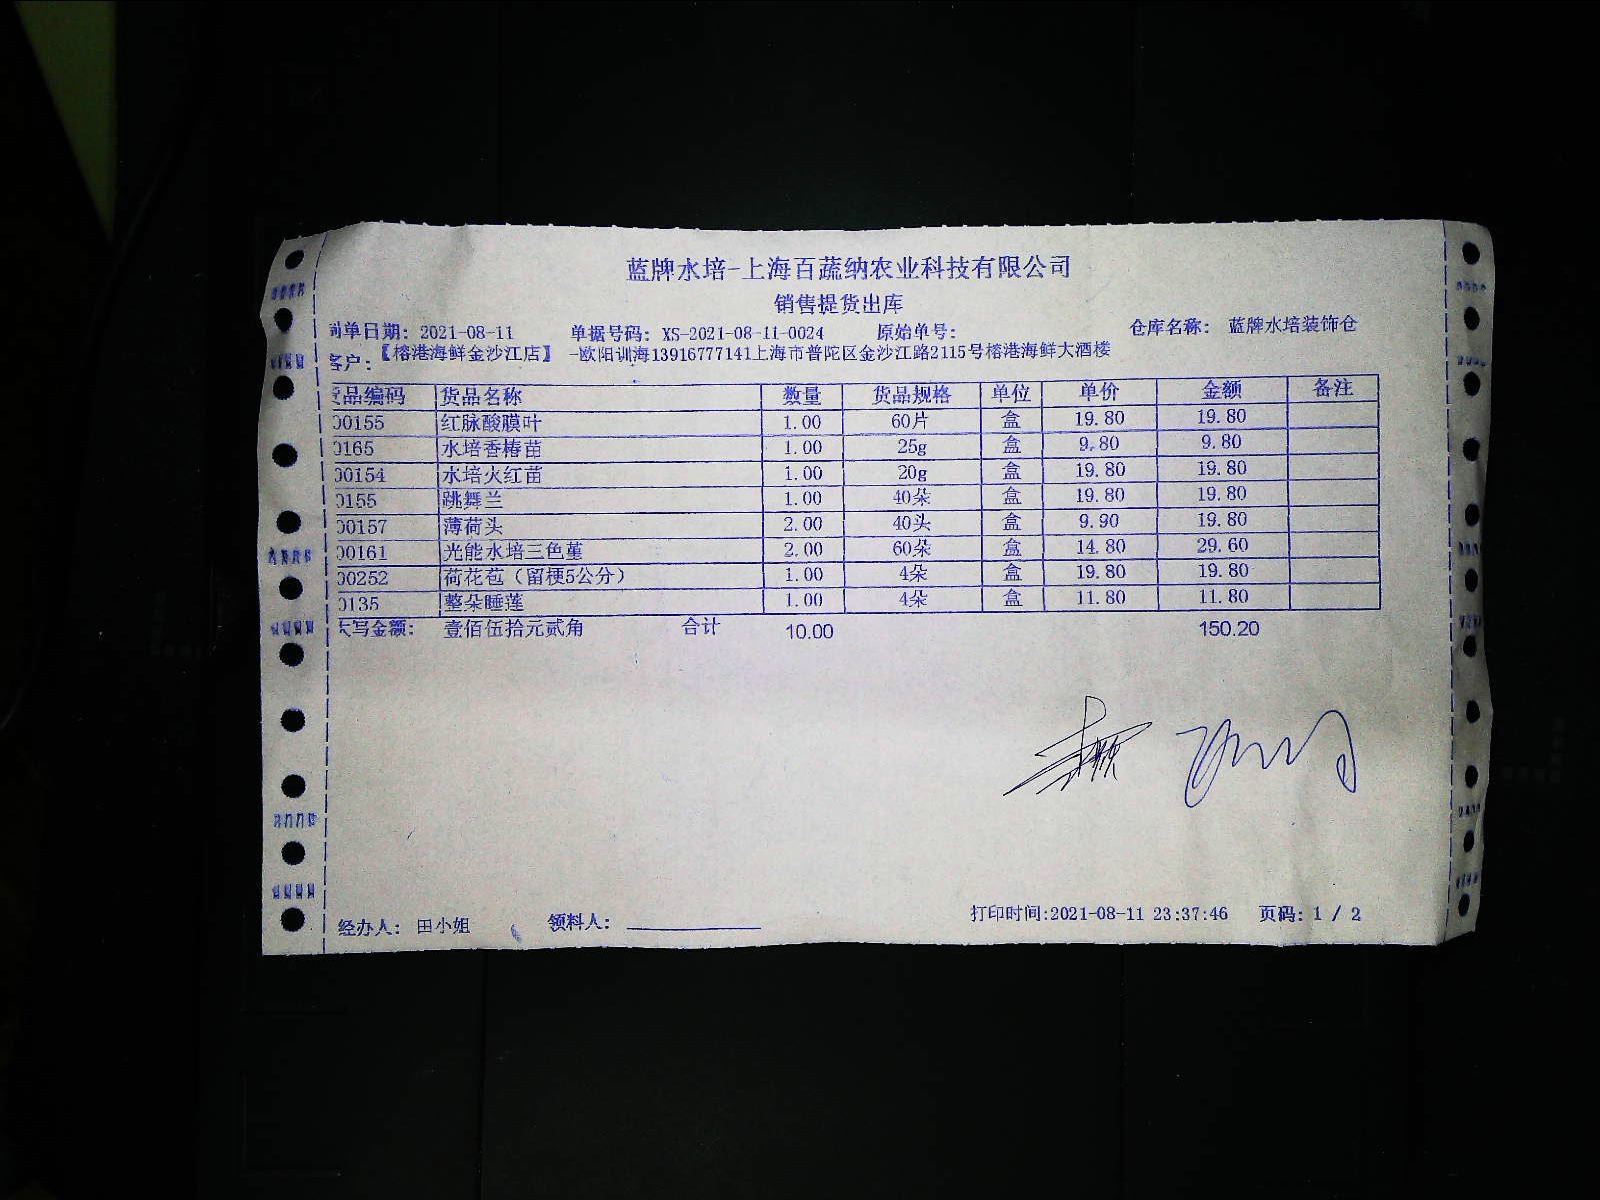 蓝牌水培-上海百蔬纳农业科技有限公司
销售提货出库
制单日期: 2021-08-11 单据号码: XS-2021-08-11-0024 原始单号: 仓库名称: 蓝牌水培装饰仓
客户: 【榕港海鲜金沙江店】 -欧阳训海13916777141上海市普陀区金沙江路2115号榕港海鲜大酒楼
货品编码 货品名称 数量 货品规格 单位 单价 金额 备注
00155 红脉酸膜叶 1.00 60片 盒 19.80 19.80
0165 水培香椿苗 1.00 25g 盒 9.80 9.80
00154 水培火红苗 1.00 20g 盒 19.80 19.80
0155 跳舞兰 1.00 40朵 盒 19.80 19.80
00157 薄荷头 2.00 40头 盒 9.90 19.80
00161 光能水培三色堇 2.00 60朵 盒 14.80 29.60
00252 荷花苞（留梗5公分） 1.00 4朵 盒 19.80 19.80
0135 整朵睡莲 1.00 4朵 盒 11.80 11.80
大写金额: 壹佰伍拾元贰角 合计 10.00 150.20
经办人: 田小姐 领料人: 打印时间:2021-08-11 23:37:46 页码: 1 / 2